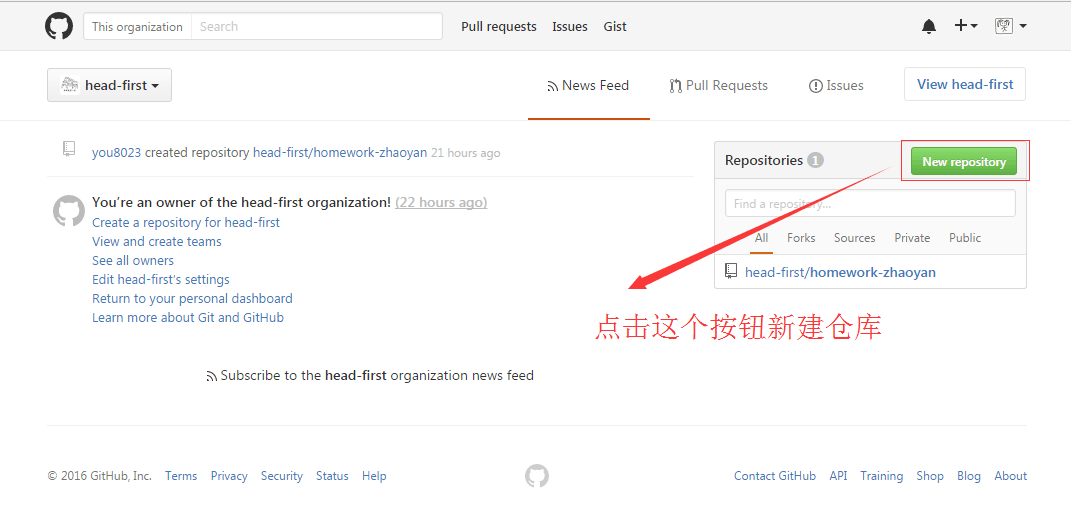 This organization Search Pull requests Issues Gist
head-first News Feed Pull Requests Issues View head-first
you8023 created repository head-first/homework-zhaoyan 21 hours ago
You're an owner of the head-first organization! (22 hours ago)
Create a repository for head-first
View and create teams
See all owners
Edit head-first's settings
Return to your personal dashboard
Learn more about Git and GitHub
Subscribe to the head-first organization news feed
Repositories 1 New repository
Find a repository...
All Forks Sources Private Public
head-first/homework-zhaoyan
点击这个按钮新建仓库
© 2016 GitHub, Inc. Terms Privacy Security Status Help Contact GitHub API Training Shop Blog About